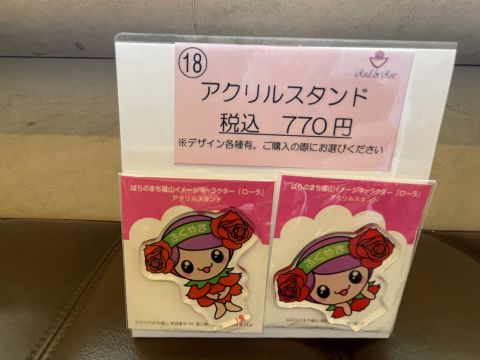 ⑱
Road & Rose
アクリルスタンド
税込 770円
※デザイン各種有。ご購入の際にお選びください
ばらのまち福山イメージキャラクター「ローラ」
アクリルスタンド
ふくやま
ばらのまち福山イメージキャラクター「ローラ」
アクリルスタンド
ふくやま